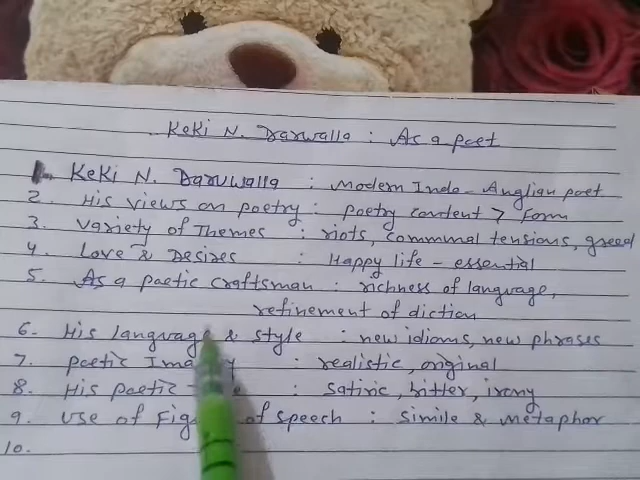 Keki N. Daruwalla : As a poet
1. Keki N. Daruwalla : Modern Indo-Anglian poet
2. His views on poetry : Poetry content > Form
3. Variety of Themes : riots, communal tensions, greed
4. Love & Desires : Happy life - essential
5. As a poetic craftsman : richness of language,
refinement of diction
6. His language & style : new idioms, new phrases
7. Poetic : realistic, original
8. His Poetic : Satiric, bitter, irony
9. Use of of speech : Simile & Metaphor
10.